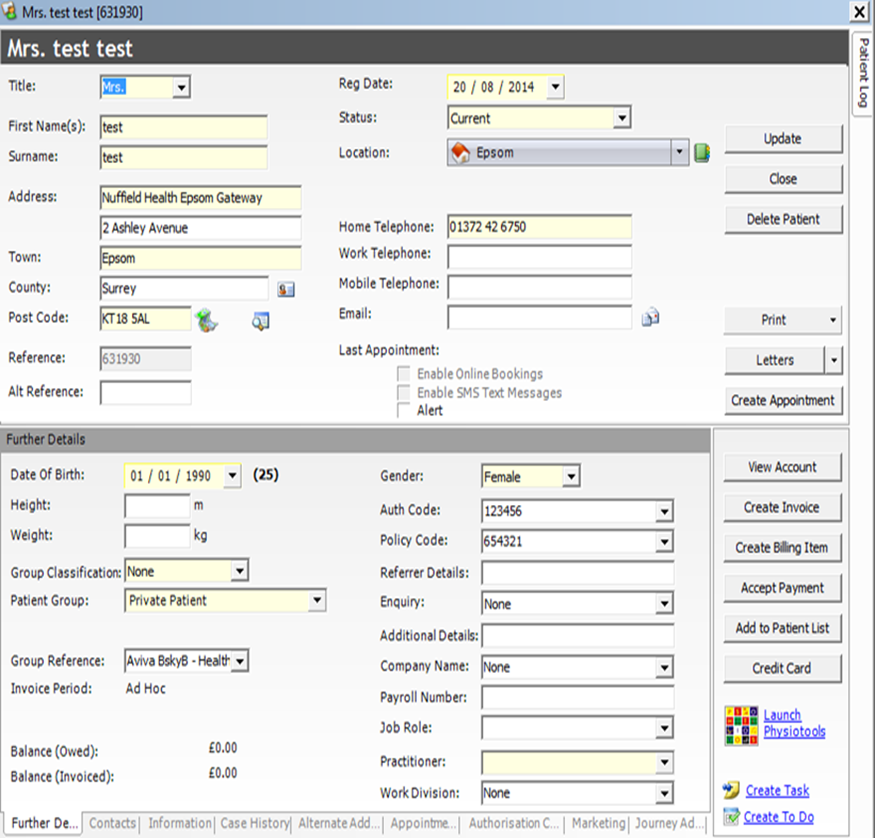 Mrs. test test [631930]
Mrs. test test
Patient Log
Title: Mrs.
First Name(s): test
Surname: test
Address: Nuffield Health Epsom Gateway
2 Ashley Avenue
Town: Epsom
County: Surrey
Post Code: KT18 5AL
Reference: 631930
Alt Reference:
Reg Date: 20 / 08 / 2014
Status: Current
Location: Epsom
Home Telephone: 01372 42 6750
Work Telephone:
Mobile Telephone:
Email:
Last Appointment:
Enable Online Bookings
Enable SMS Text Messages
Alert
Update
Close
Delete Patient
Print
Letters
Create Appointment
Further Details
Date Of Birth: 01 / 01 / 1990 (25)
Height: m
Weight: kg
Group Classification: None
Patient Group: Private Patient
Group Reference: Aviva BskyB - Health
Invoice Period: Ad Hoc
Balance (Owed): £0.00
Balance (Invoiced): £0.00
Gender: Female
Auth Code: 123456
Policy Code: 654321
Referrer Details:
Enquiry: None
Additional Details:
Company Name: None
Payroll Number:
Job Role:
Practitioner:
Work Division: None
View Account
Create Invoice
Create Billing Item
Accept Payment
Add to Patient List
Credit Card
Launch
Physiotools
Create Task
Create To Do
Further De... Contacts Information Case History Alternate Add... Appointme... Authorisation C... Marketing Journey Ad...